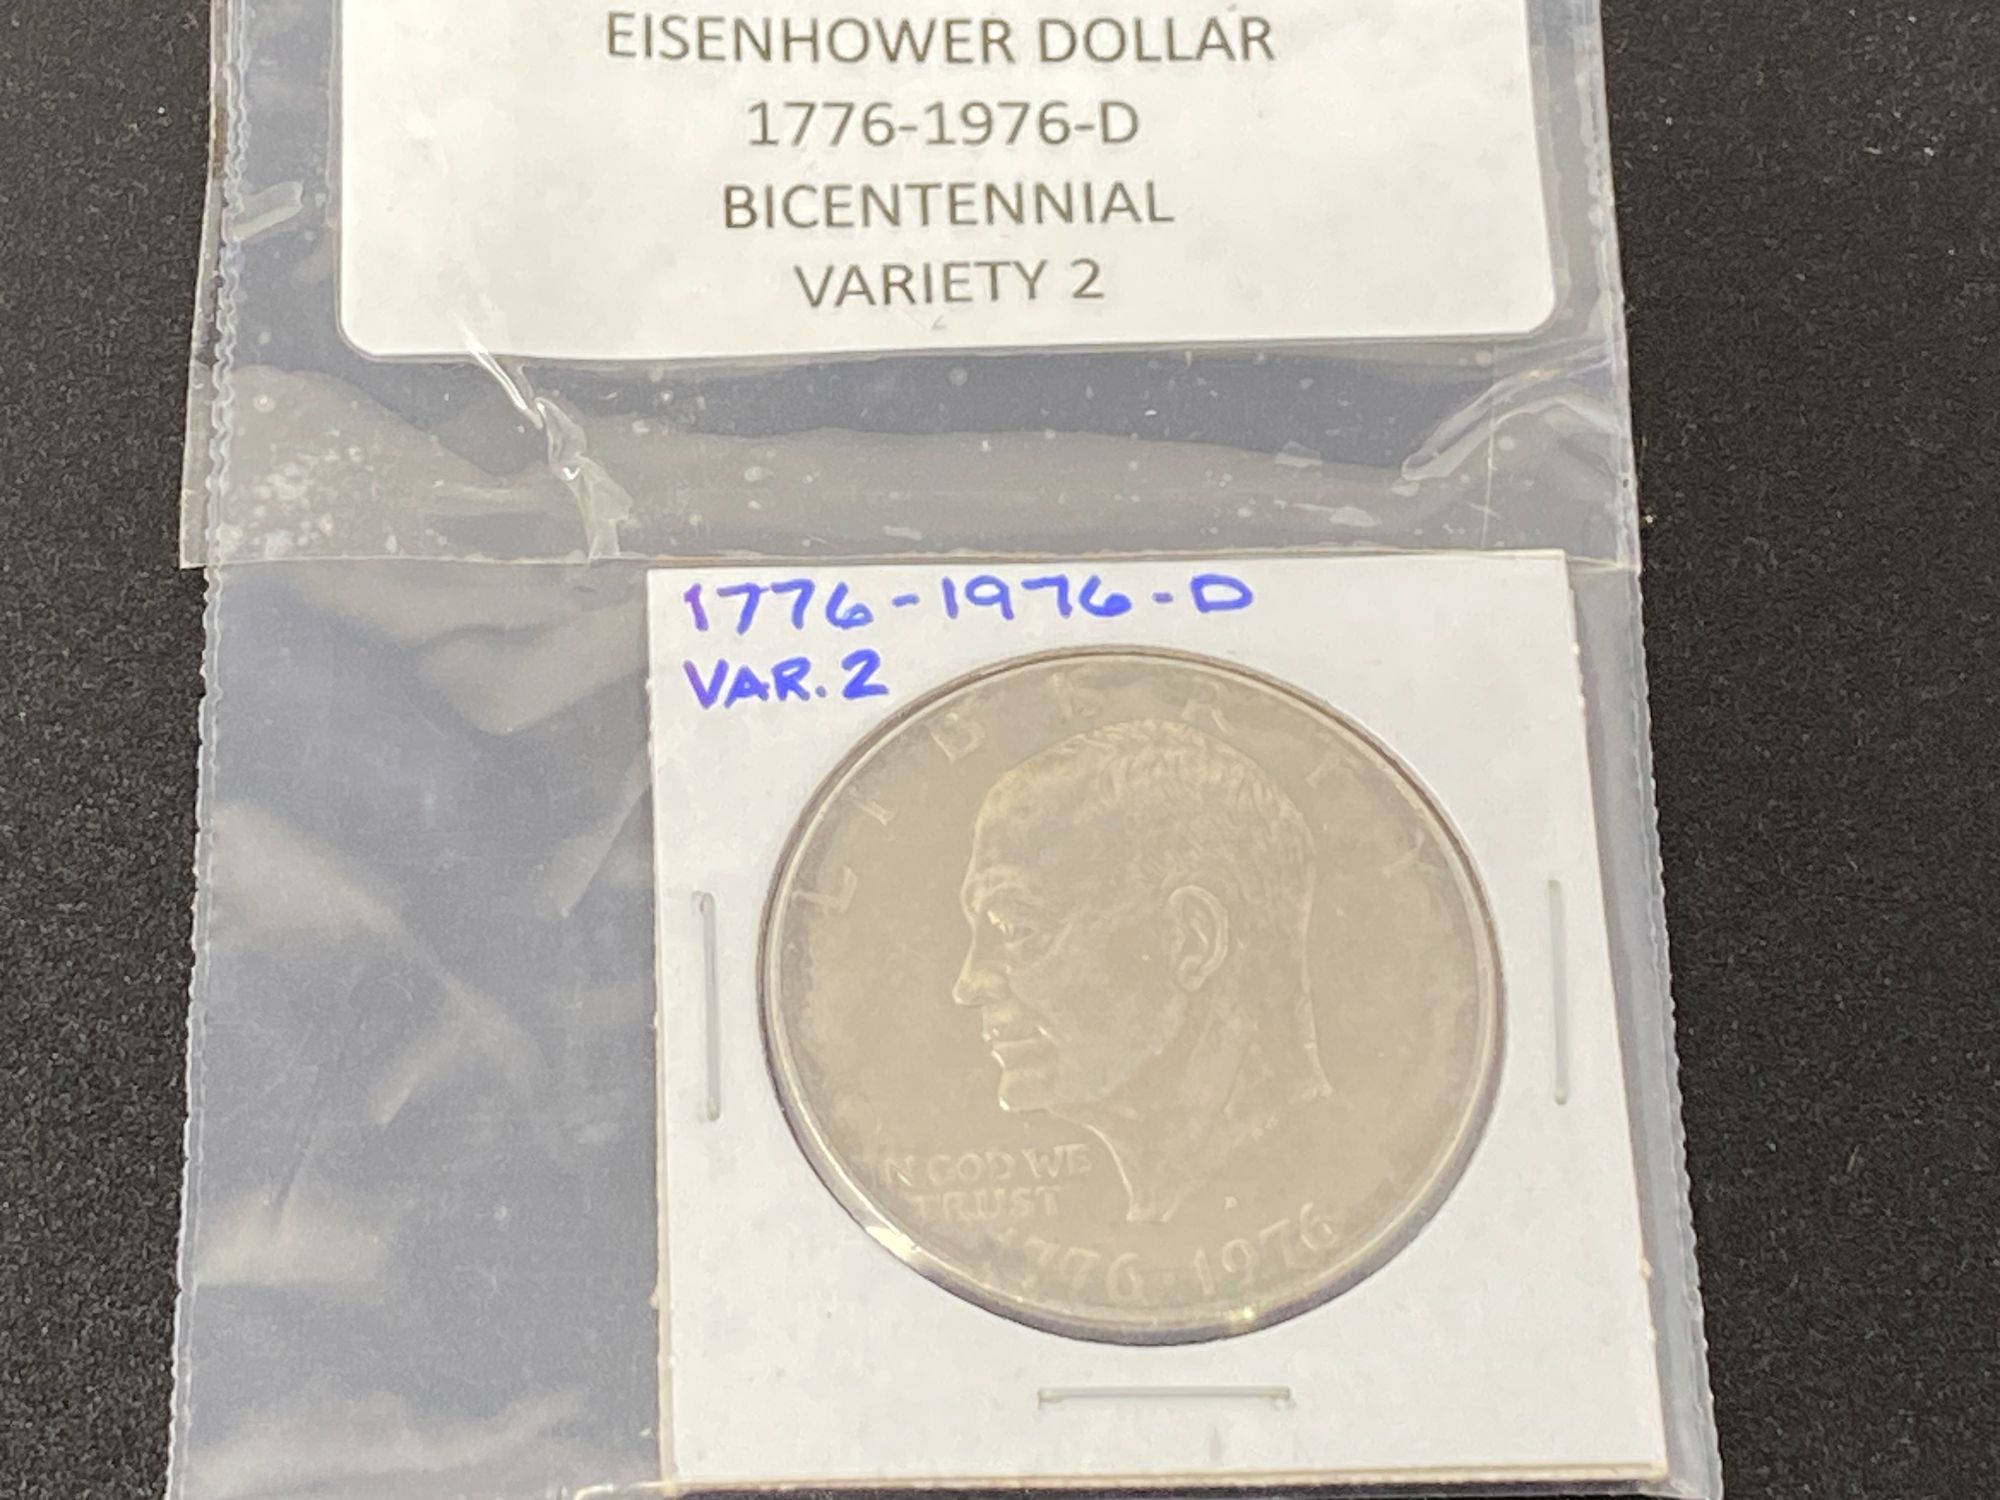 EISENHOWER DOLLAR
1776-1976-D
BICENTENNIAL
VARIETY 2
1776-1976-D
VAR. 2
LIBERTY
IN GOD WE
TRUST
D
1776-1976